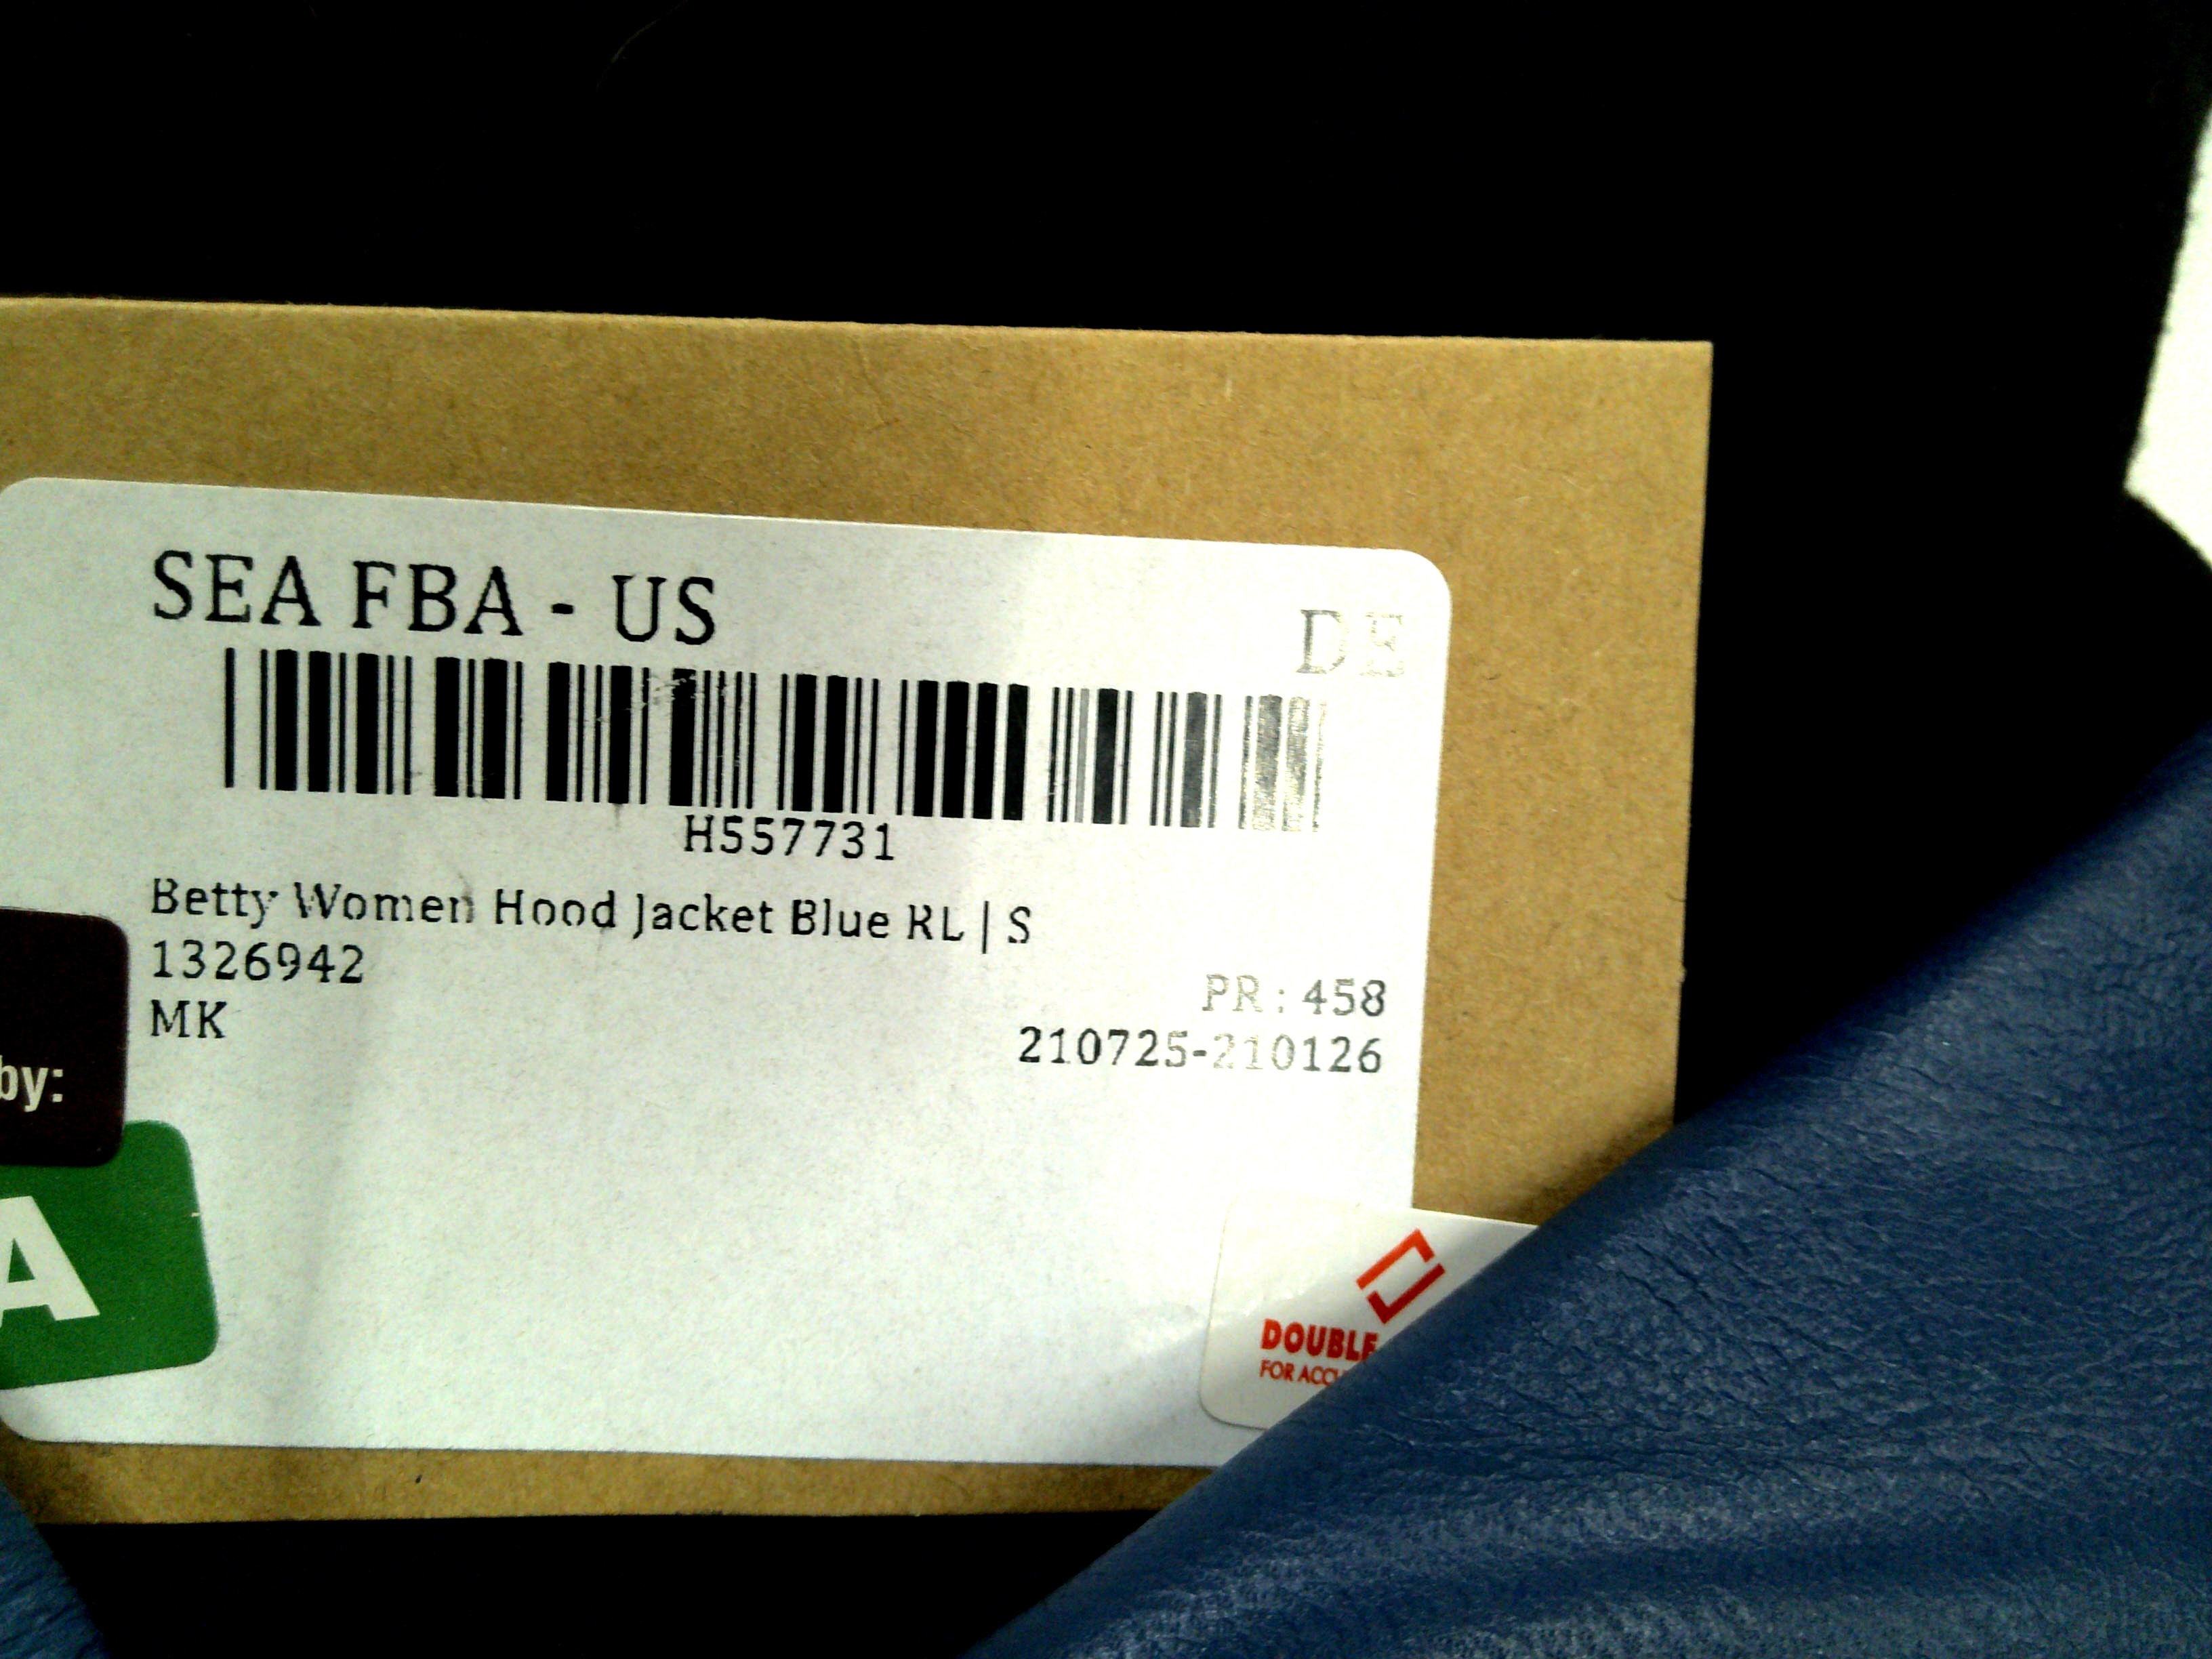 SEA FBA - US
DE
H557731
Betty Women Hood Jacket Blue RL | S
1326942
PR : 458
MK
210725-210126
by:
A
DOUBLE
FOR